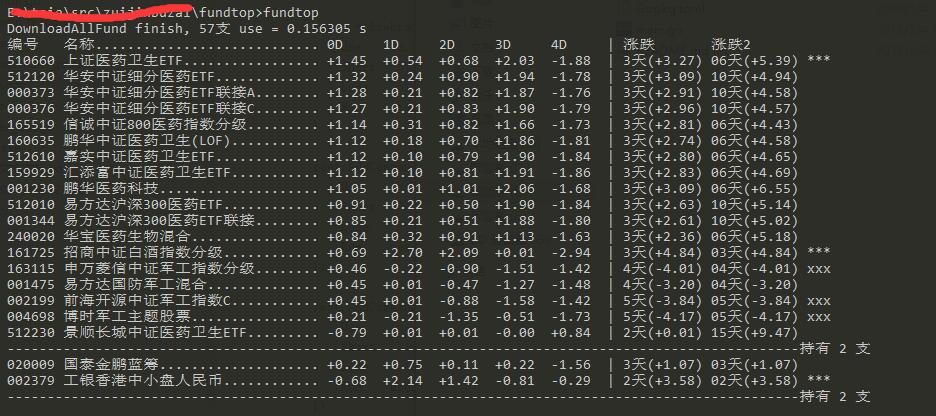 \src\zuijinbuzai\fundtop>fundtop
DownloadAllFund finish, 57支 use = 0.156305 s
编号 名称............................ 0D 1D 2D 3D 4D | 涨跌 涨跌2
510660 上证医药卫生ETF................. +1.45 +0.54 +0.68 +2.03 -1.88 | 3天(+3.27) 06天(+5.39) ***
512120 华安中证细分医药ETF............. +1.32 +0.24 +0.90 +1.94 -1.78 | 3天(+3.09) 10天(+4.94)
000373 华安中证细分医药ETF联接A........ +1.28 +0.21 +0.82 +1.87 -1.76 | 3天(+2.91) 10天(+4.58)
000376 华安中证细分医药ETF联接C........ +1.27 +0.21 +0.83 +1.90 -1.79 | 3天(+2.96) 10天(+4.57)
165519 信诚中证800医药指数分级......... +1.14 +0.31 +0.82 +1.66 -1.73 | 3天(+2.81) 06天(+4.43)
160635 鹏华中证医药卫生(LOF)........... +1.12 +0.18 +0.70 +1.86 -1.81 | 3天(+2.74) 06天(+4.58)
512610 嘉实中证医药卫生ETF............. +1.12 +0.10 +0.79 +1.90 -1.84 | 3天(+2.80) 06天(+4.65)
159929 汇添富中证医药卫生ETF........... +1.12 +0.10 +0.81 +1.91 -1.86 | 3天(+2.83) 06天(+4.69)
001230 鹏华医药科技.................... +1.05 +0.01 +1.01 +2.06 -1.68 | 3天(+3.09) 06天(+6.55)
512010 易方达沪深300医药ETF............ +0.91 +0.22 +0.50 +1.90 -1.84 | 3天(+2.63) 10天(+5.14)
001344 易方达沪深300医药ETF联接........ +0.85 +0.21 +0.51 +1.88 -1.80 | 3天(+2.61) 10天(+5.02)
240020 华宝医药生物混合................ +0.84 +0.32 +0.91 +1.13 -1.63 | 3天(+2.36) 06天(+5.18)
161725 招商中证白酒指数分级............ +0.69 +2.70 +2.09 +0.01 -2.94 | 3天(+4.84) 03天(+4.84) ***
163115 申万菱信中证军工指数分级........ +0.46 -0.22 -0.90 -1.51 -1.42 | 4天(-4.01) 04天(-4.01) xxx
001475 易方达国防军工混合.............. +0.45 +0.01 -0.47 -1.27 -1.48 | 4天(-3.20) 04天(-3.20)
002199 前海开源中证军工指数C........... +0.45 +0.01 -0.88 -1.58 -1.42 | 5天(-3.84) 05天(-3.84) xxx
004698 博时军工主题股票................ +0.21 -0.21 -1.35 -0.51 -1.73 | 5天(-4.17) 05天(-4.17) xxx
512230 景顺长城中证医药卫生ETF......... -0.79 +0.01 +0.01 -0.00 +0.84 | 2天(+0.01) 15天(+9.47)
----------------------------------------------------------------------------------------------------持有 2 支
020009 国泰金鹏蓝筹.................... +0.22 +0.75 +0.11 +0.22 -1.56 | 3天(+1.07) 03天(+1.07)
002379 工银香港中小盘人民币............ -0.68 +2.14 +1.42 -0.81 -0.29 | 2天(+3.58) 02天(+3.58) ***
----------------------------------------------------------------------------------------------------持有 2 支